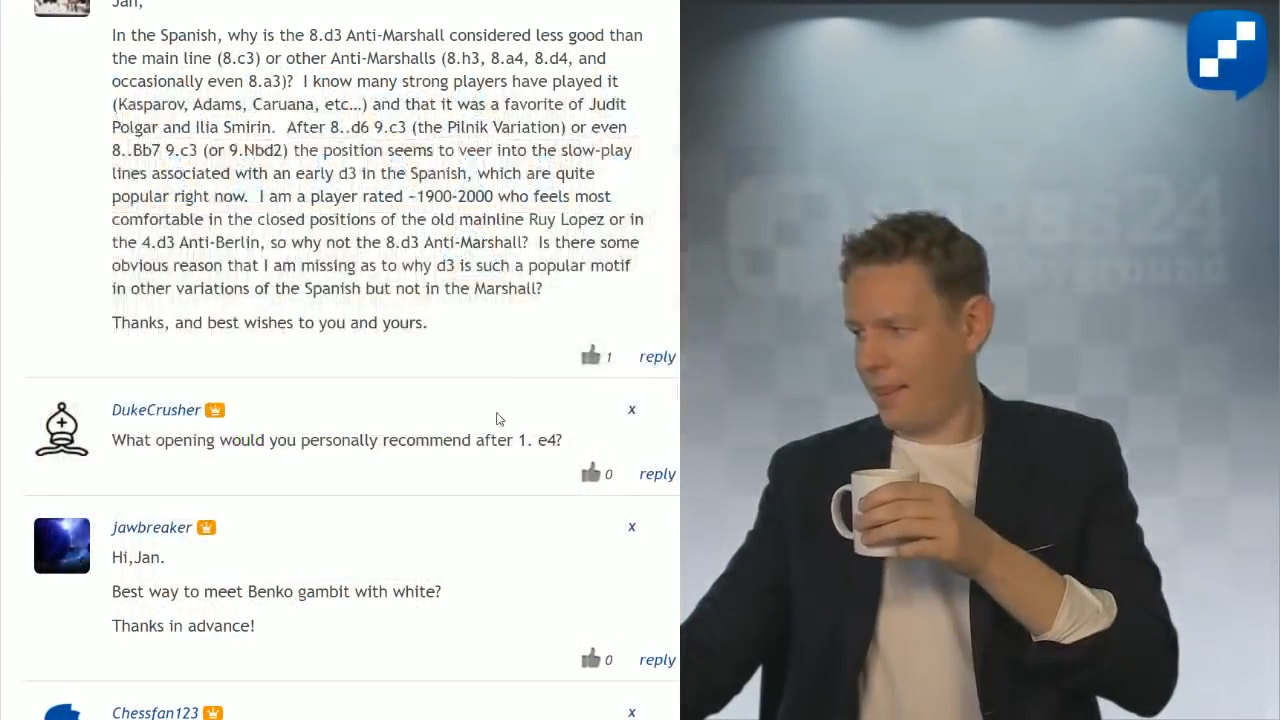 Jan,
In the Spanish, why is the 8.d3 Anti-Marshall considered less good than
the main line (8.c3) or other Anti-Marshalls (8.h3, 8.a4, 8.d4, and
occasionally even 8.a3)?  I know many strong players have played it
(Kasparov, Adams, Caruana, etc...) and that it was a favorite of Judit
Polgar and Ilia Smirin.  After 8..d6 9.c3 (the Pilnik Variation) or even
8..Bb7 9.c3 (or 9.Nbd2) the position seems to veer into the slow-play
lines associated with an early d3 in the Spanish, which are quite
popular right now.  I am a player rated ~1900-2000 who feels most
comfortable in the closed positions of the old mainline Ruy Lopez or in
the 4.d3 Anti-Berlin, so why not the 8.d3 Anti-Marshall?  Is there some
obvious reason that I am missing as to why d3 is such a popular motif
in other variations of the Spanish but not in the Marshall?
Thanks, and best wishes to you and yours.
1 reply
DukeCrusher x
What opening would you personally recommend after 1. e4?
0 reply
jawbreaker x
Hi,Jan.
Best way to meet Benko gambit with white?
Thanks in advance!
0 reply
Chessfan123 x